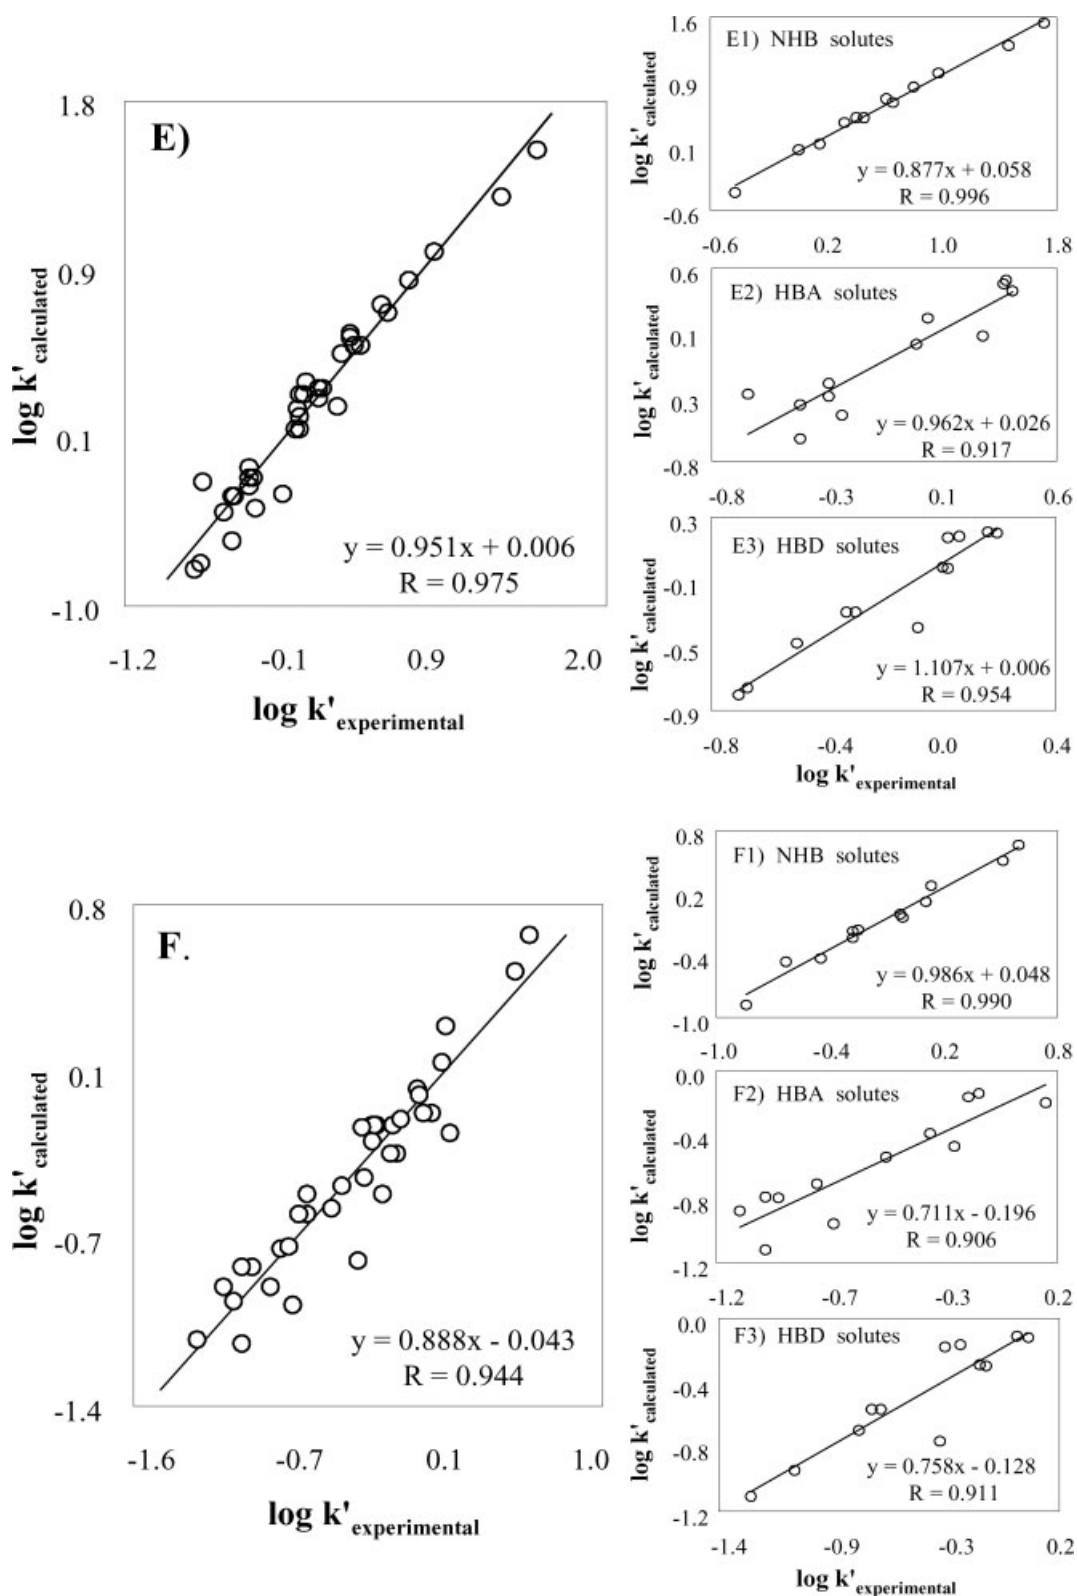 E)
1.8
0.9
0.1
-1.0
log k'calculated
y = 0.951x + 0.006
R = 0.975
-1.2 -0.1 0.9 2.0
log k'experimental
E1) NHB solutes
1.6
0.9
0.1
-0.6
log k'calculated
y = 0.877x + 0.058
R = 0.996
-0.6 0.2 1.0 1.8
E2) HBA solutes
0.6
0.1
0.3
-0.8
log k'calculated
y = 0.962x + 0.026
R = 0.917
-0.8 -0.3 0.1 0.6
E3) HBD solutes
0.3
-0.1
-0.5
-0.9
log k'calculated
y = 1.107x + 0.006
R = 0.954
-0.8 -0.4 0.0 0.4
log k'experimental
F.
0.8
0.1
-0.7
-1.4
log k'calculated
y = 0.888x - 0.043
R = 0.944
-1.6 -0.7 0.1 1.0
log k'experimental
F1) NHB solutes
0.8
0.2
-0.4
-1.0
log k'calculated
y = 0.986x + 0.048
R = 0.990
-1.0 -0.4 0.2 0.8
F2) HBA solutes
0.0
-0.4
-0.8
-1.2
log k'calculated
y = 0.711x - 0.196
R = 0.906
-1.2 -0.7 -0.3 0.2
F3) HBD solutes
0.0
-0.4
-0.8
-1.2
log k'calculated
y = 0.758x - 0.128
R = 0.911
-1.4 -0.9 -0.3 0.2
log k'experimental